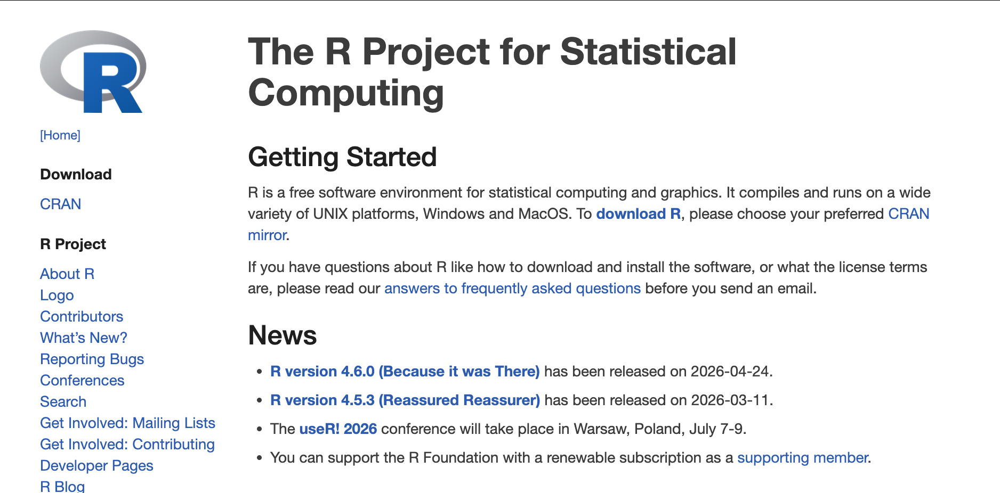 R
[Home]
Download
CRAN
R Project
About R
Logo
Contributors
What’s New?
Reporting Bugs
Conferences
Search
Get Involved: Mailing Lists
Get Involved: Contributing
Developer Pages
R Blog
The R Project for Statistical
Computing
Getting Started
R is a free software environment for statistical computing and graphics. It compiles and runs on a wide
variety of UNIX platforms, Windows and MacOS. To download R, please choose your preferred CRAN
mirror.
If you have questions about R like how to download and install the software, or what the license terms
are, please read our answers to frequently asked questions before you send an email.
News
• R version 4.6.0 (Because it was There) has been released on 2026-04-24.
• R version 4.5.3 (Reassured Reassurer) has been released on 2026-03-11.
• The useR! 2026 conference will take place in Warsaw, Poland, July 7-9.
• You can support the R Foundation with a renewable subscription as a supporting member.